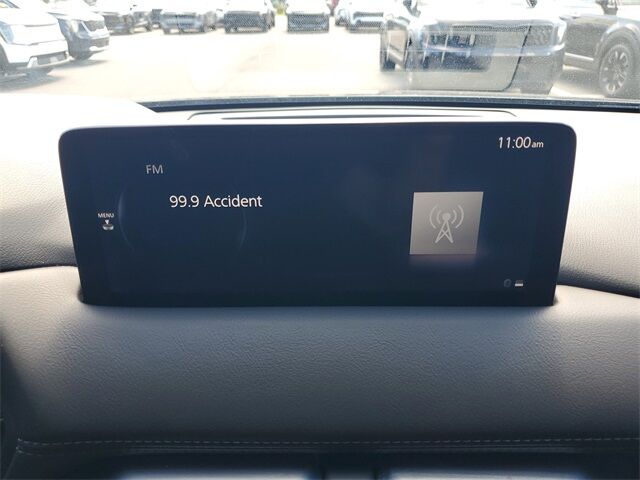 11:00am
FM
99.9 Accident
MENU